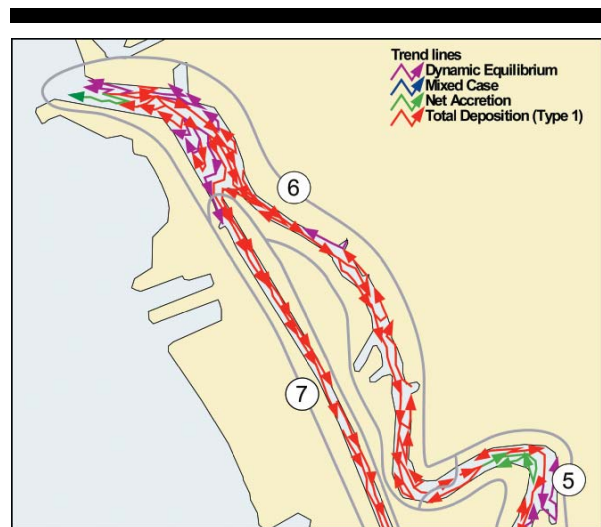 Trend lines
Dynamic Equilibrium
Mixed Case
Net Accretion
Total Deposition (Type 1)
6
7
5